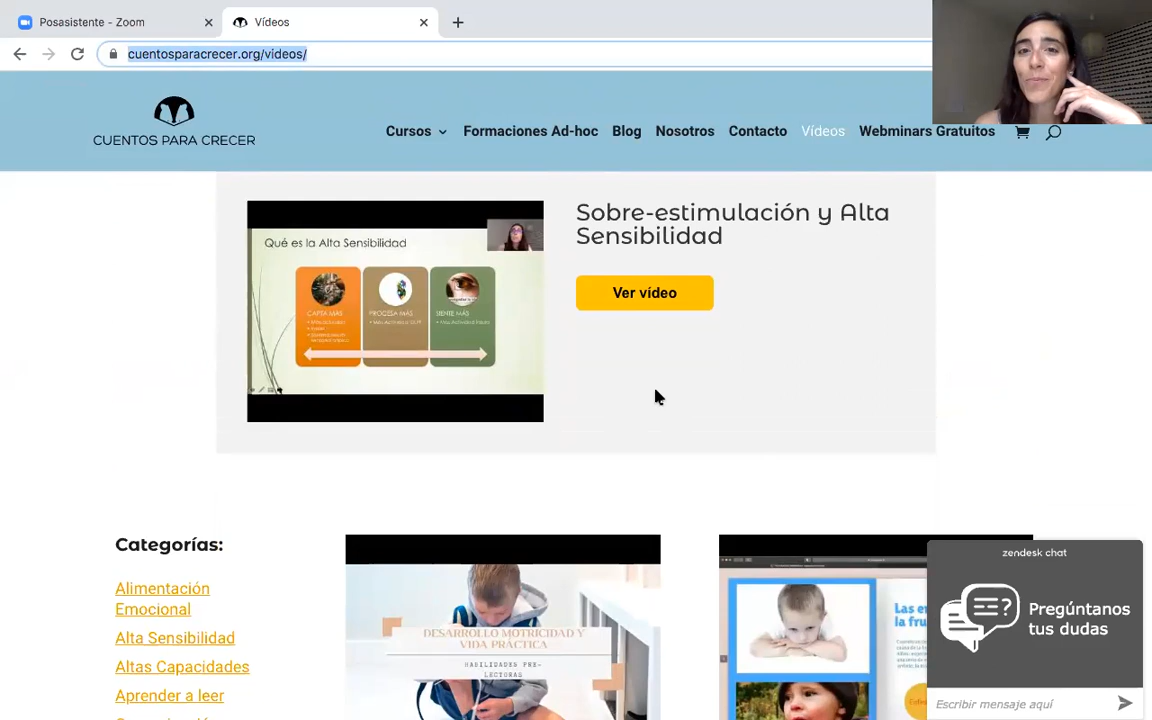 Posasistente - Zoom
Vídeos
cuentosparacrecer.org/videos/
CUENTOS PARA CRECER
Cursos
Formaciones Ad-hoc
Blog
Nosotros
Contacto
Vídeos
Webminars Gratuitos
Qué es la Alta Sensibilidad
CAPTA MÁS
PROCESA MÁS
SIENTE MÁS
Sobre-estimulación y Alta
Sensibilidad
Ver vídeo
Categorías:
Alimentación
Emocional
Alta Sensibilidad
Altas Capacidades
Aprender a leer
DESARROLLO MOTRICIDAD Y
VIDA PRÁCTICA
HABILIDADES PRE-
LECTORAS
zendesk chat
Pregúntanos
tus dudas
Escribir mensaje aquí